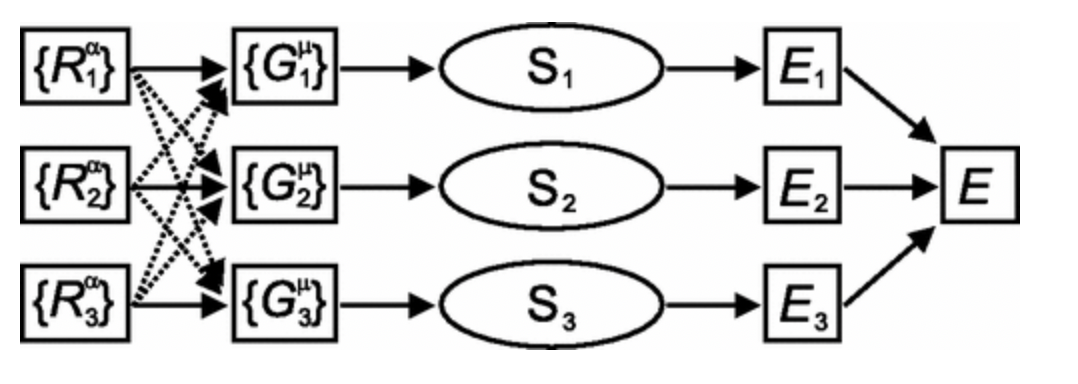 {R₁^α} {G₁^μ} S₁ E₁
{R₂^α} {G₂^μ} S₂ E₂ E
{R₃^α} {G₃^μ} S₃ E₃